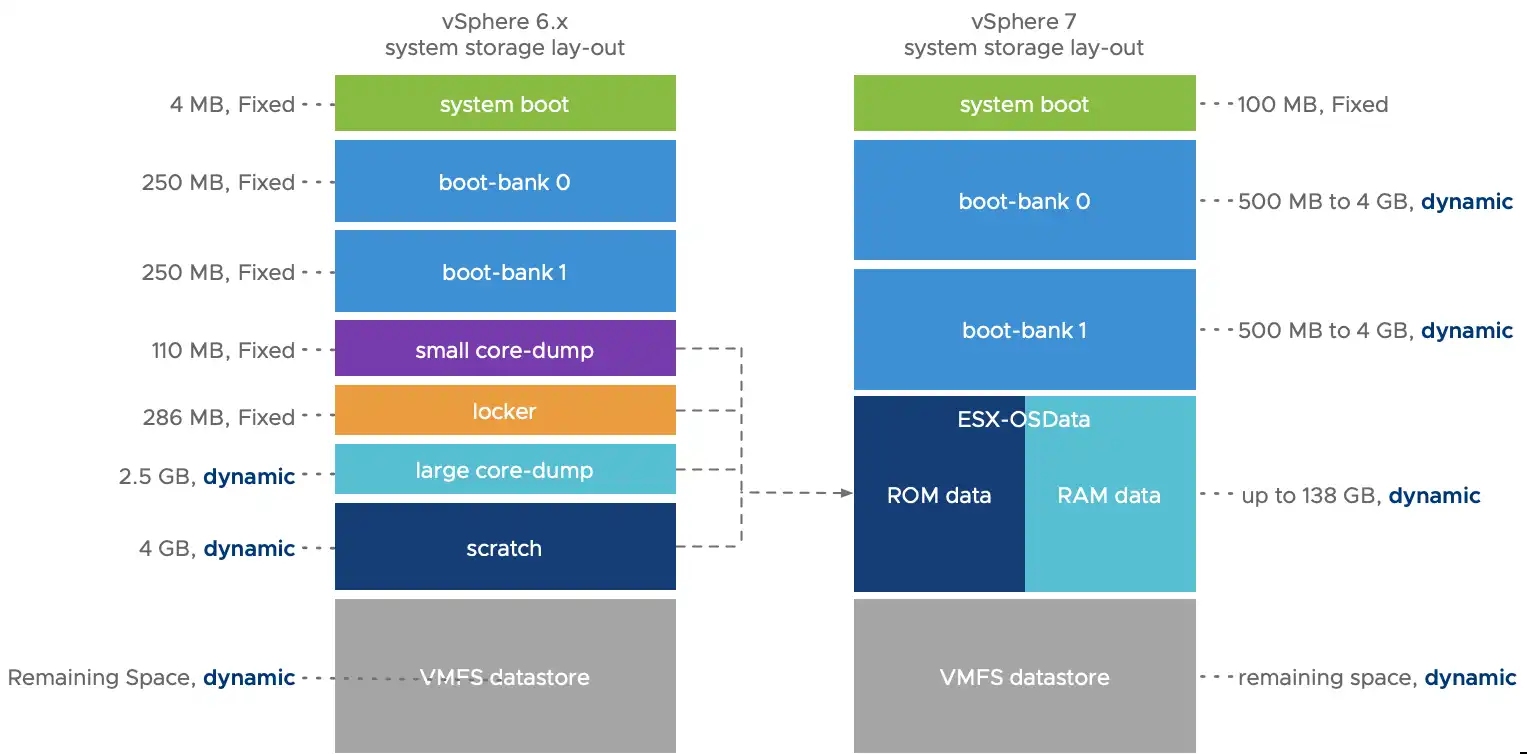 vSphere 6.x
system storage lay-out
4 MB, Fixed
system boot
250 MB, Fixed
boot-bank 0
250 MB, Fixed
boot-bank 1
110 MB, Fixed
small core-dump
286 MB, Fixed
locker
2.5 GB, dynamic
large core-dump
4 GB, dynamic
scratch
Remaining Space, dynamic
VMFS datastore
vSphere 7
system storage lay-out
system boot
100 MB, Fixed
boot-bank 0
500 MB to 4 GB, dynamic
boot-bank 1
500 MB to 4 GB, dynamic
ESX-OSData
ROM data
RAM data
up to 138 GB, dynamic
VMFS datastore
remaining space, dynamic